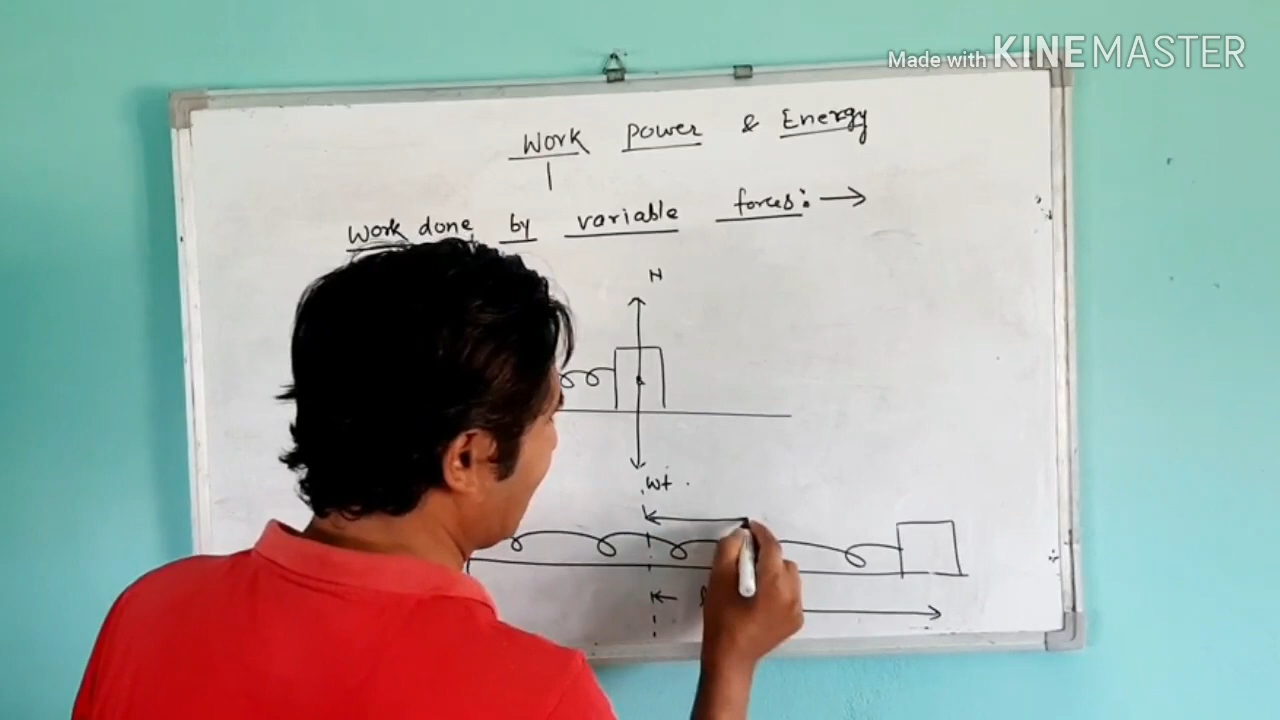 Made with KINEMASTER
Work Power & Energy
Work done by variable forces:→
N
wt.